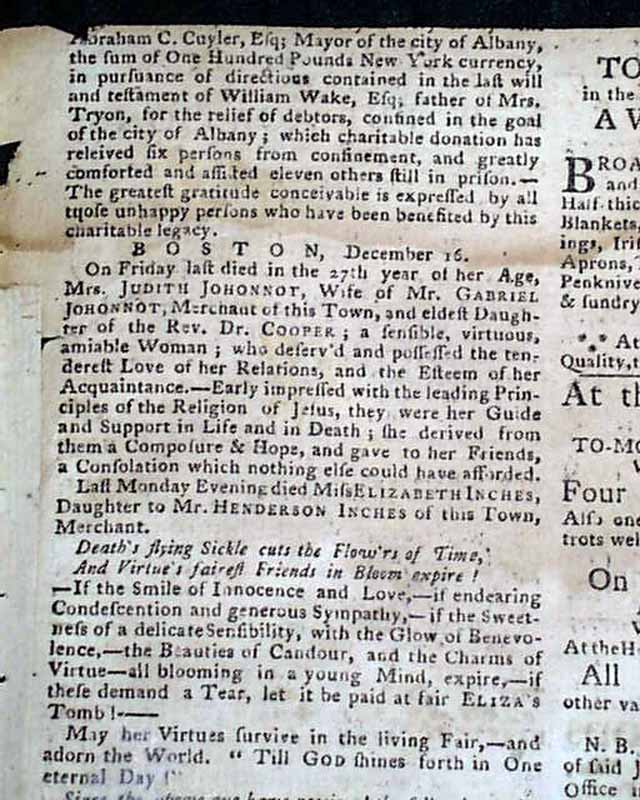 Abraham C. Cuyler, Esq; Mayor of the city of Albany,
the ſum of One Hundred Pounds New York currency,
in purſuance of directions contained in the laſt will
and teſtament of William Wake, Eſq; father of Mrs.
Tryon, for the relief of debtors, confined in the goal
of the city of Albany; which charitable donation has
releived ſix perſons from confinement, and greatly
comforted and aſſiſted eleven others ſtill in priſon.—
The greateſt gratitude conceivable is expreſſed by all
tqoſe unhappy perſons who have been benefited by this
charitable legacy.
BOSTON, December 16.
On Friday laſt died in the 27th year of her Age,
Mrs. JUDITH JOHONNOT, Wife of Mr. GABRIEL
JOHONNOT, Merchant of this Town, and eldeſt Daugh-
ter of the Rev. Dr. COOPER; a ſenſible, virtuous,
amiable Woman; who deſerv'd and poſſeſſed the ten-
dereſt Love of her Relations, and the Eſteem of her
Acquaintance.—Early impreſſed with the leading Prin-
ciples of the Religion of Jeſus, they were her Guide
and Support in Life and in Death; ſhe derived from
them a Compoſure & Hope, and gave to her Friends,
a Conſolation which nothing elſe could have afforded.
Laſt Monday Evening died Miſs ELIZABETH INCHES,
Daughter to Mr. HENDERSON INCHES of this Town,
Merchant.
Death's flying Sickle cuts the Flow'rs of Time,
And Virtue's faireſt Friends in Bloom expire!
—If the Smile of Innocence and Love,—if endearing
Condeſcention and generous Sympathy,—if the Sweet-
neſs of a delicate Senſibility, with the Glow of Benevo-
lence,—the Beauties of Candour, and the Charms of
Virtue—all blooming in a young Mind, expire,—if
theſe demand a Tear, let it be paid at fair ELIZA's
Tomb!——
May her Virtues ſurvive in the living Fair,—and
adorn the World. "Till GOD ſhines forth in One
eternal Day!"
TO
in the
A V
BROA
and
Half-thic
Blankets,
ings, Iriſ
Aprons,
Penknive
& ſundry
*** At
Quality, t
At th
TO-MO
Four
Alſo one
trots wel
On
At the H
All
other va
N. B.
of ſaid J
Office i